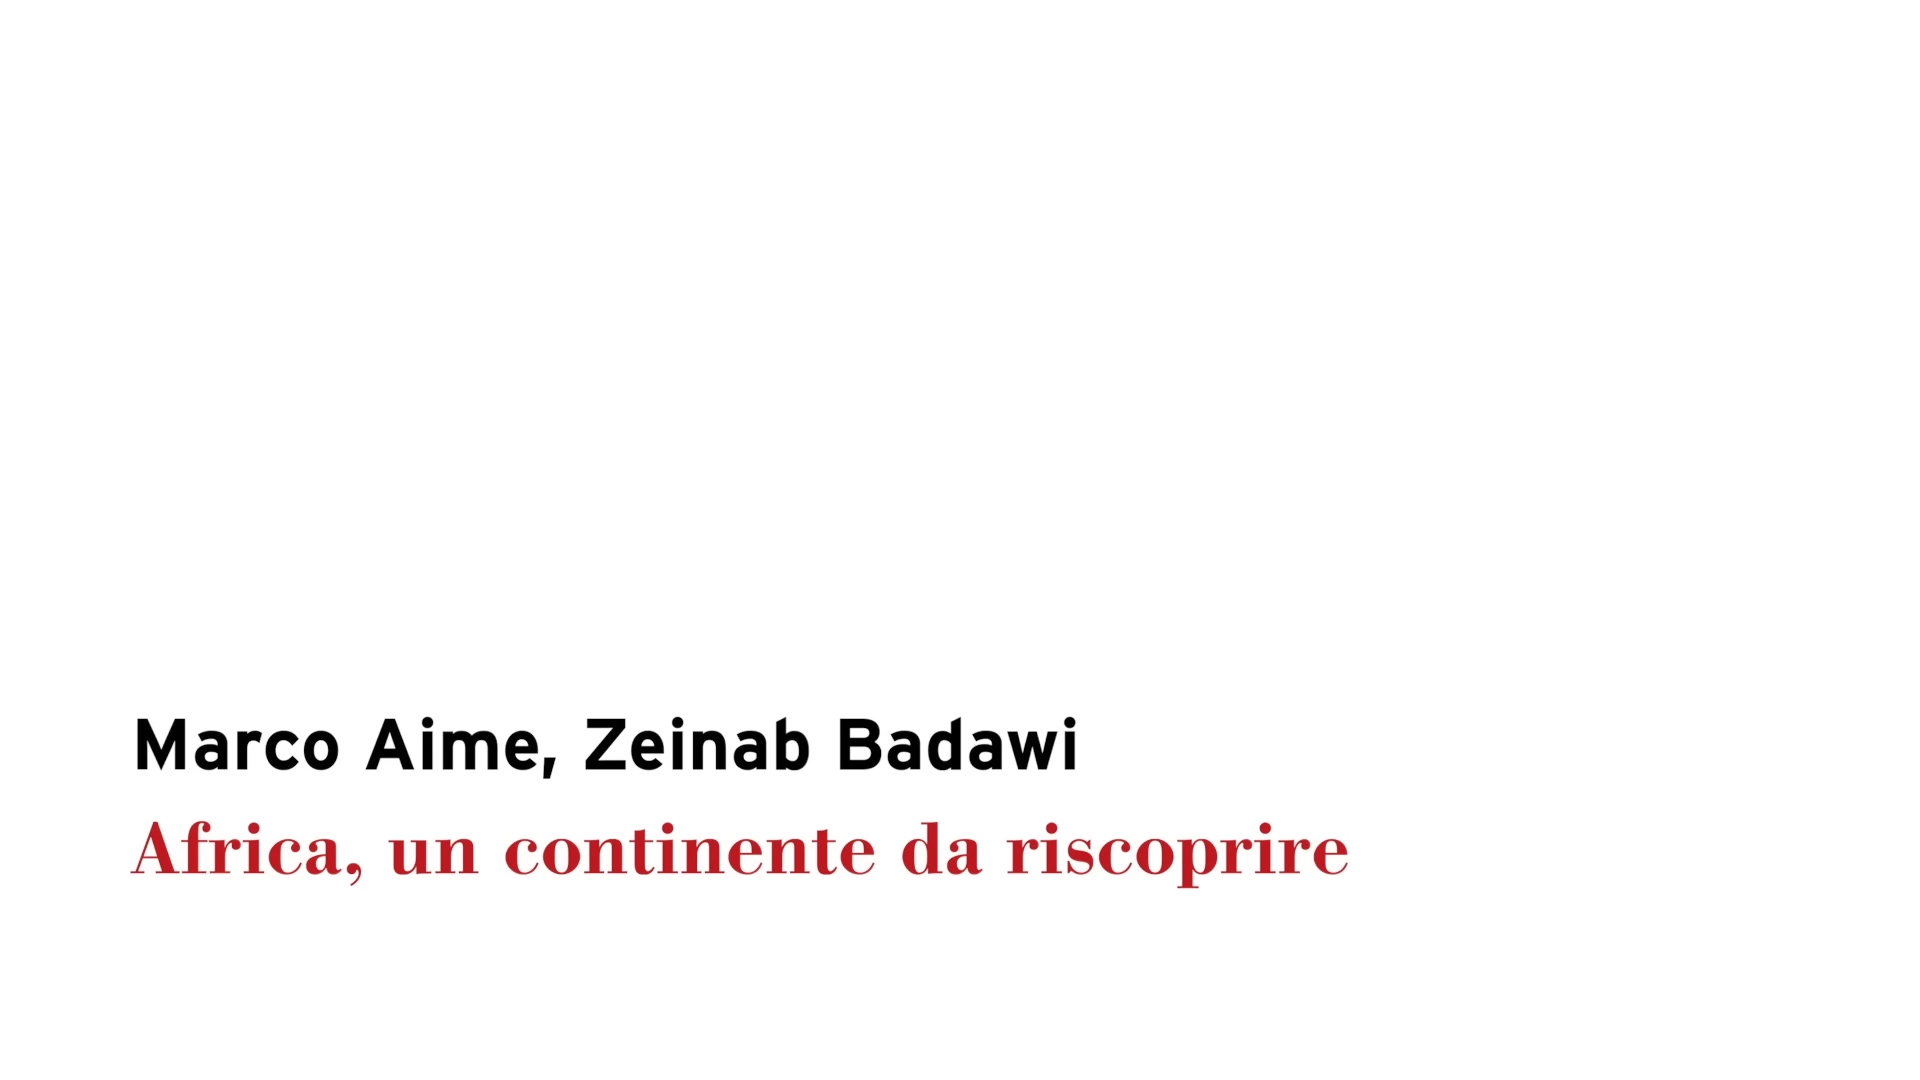 Marco Aime, Zeinab Badawi
Africa, un continente da riscoprire